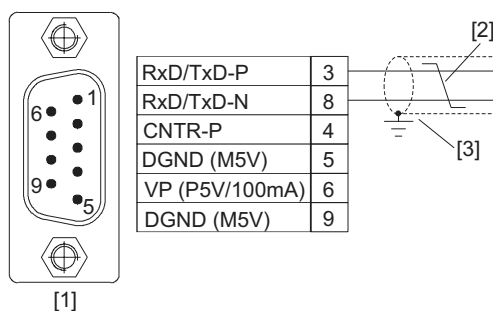 [2]
RxD/TxD-P 3
RxD/TxD-N 8
CNTR-P 4
DGND (M5V) 5
VP (P5V/100mA) 6
DGND (M5V) 9
[3]
1
6
9
5
[1]